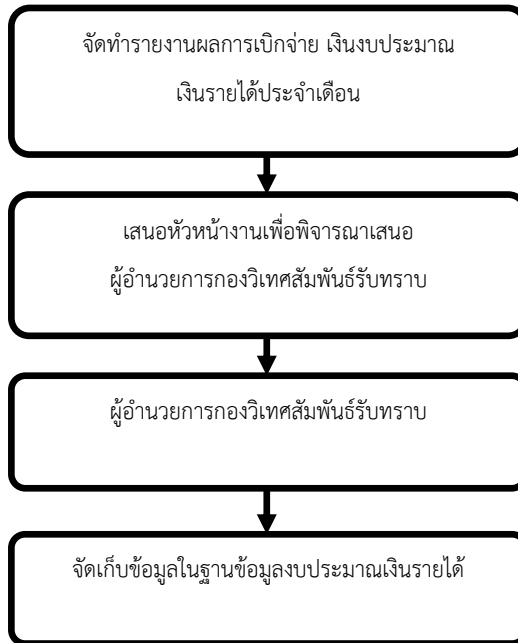 จัดทำรายงานผลการเบิกจ่าย เงินงบประมาณ
เงินรายได้ประจำเดือน
เสนอหัวหน้างานเพื่อพิจารณาเสนอ
ผู้อำนวยการกองวิเทศสัมพันธ์รับทราบ
ผู้อำนวยการกองวิเทศสัมพันธ์รับทราบ
จัดเก็บข้อมูลในฐานข้อมูลงบประมาณเงินรายได้